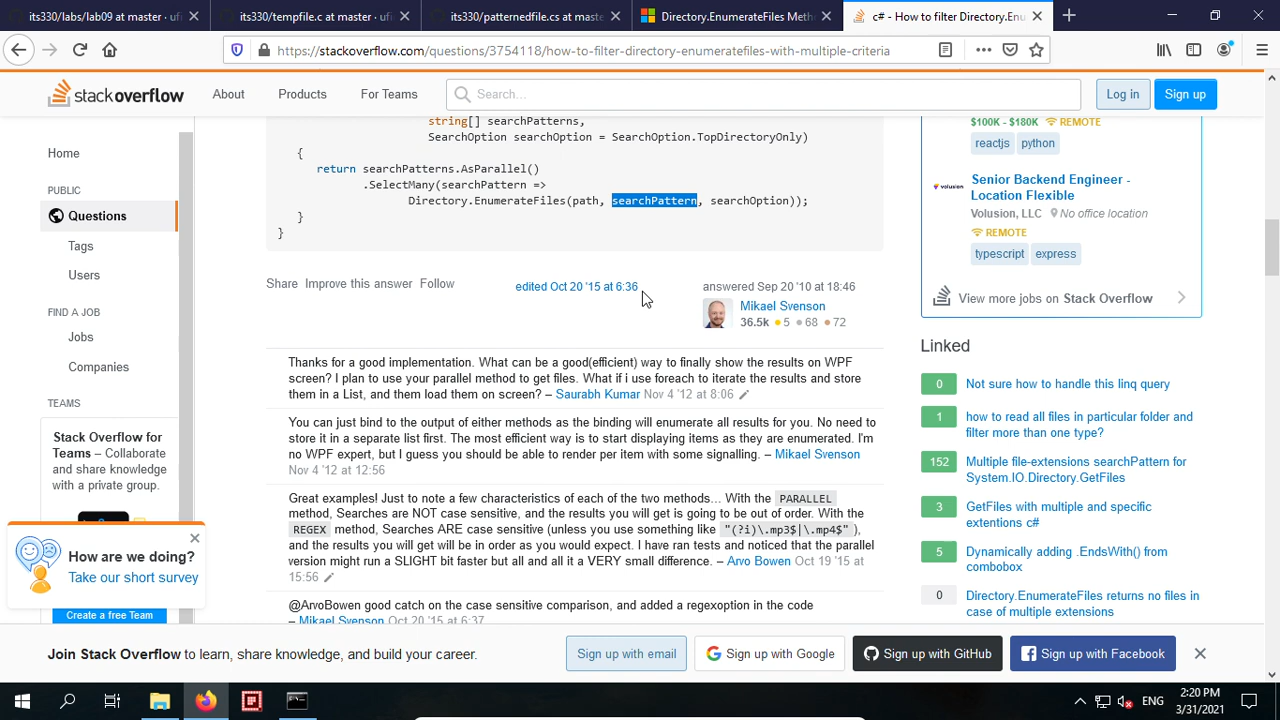 its330/labs/lab09 at master · ufi
its330/tempfile.c at master · ufi
its330/patternedfile.cs at maste
Directory.EnumerateFiles Meth
c# - How to filter Directory.Enu
https://stackoverflow.com/questions/3754118/how-to-filter-directory-enumeratefiles-with-multiple-criteria
stackoverflow
About
Products
For Teams
Search...
Log in
Sign up
Home
PUBLIC
Questions
Tags
Users
FIND A JOB
Jobs
Companies
TEAMS
Stack Overflow for
Teams – Collaborate
and share knowledge
with a private group.
Create a free Team
How are we doing?
Take our short survey
string[] searchPatterns,
SearchOption searchOption = SearchOption.TopDirectoryOnly)
{
return searchPatterns.AsParallel()
.SelectMany(searchPattern =>
Directory.EnumerateFiles(path, searchPattern, searchOption));
}
}
Share Improve this answer Follow
edited Oct 20 '15 at 6:36
answered Sep 20 '10 at 18:46
Mikael Svenson
36.5k 5 68 72
Thanks for a good implementation. What can be a good(efficient) way to finally show the results on WPF
screen? I plan to use your parallel method to get files. What if i use foreach to iterate the results and store
them in a List, and them load them on screen? – Saurabh Kumar Nov 4 '12 at 8:06
You can just bind to the output of either methods as the binding will enumerate all results for you. No need to
store it in a separate list first. The most efficient way is to start displaying items as they are enumerated. I'm
no WPF expert, but I guess you should be able to render per item with some signalling. – Mikael Svenson
Nov 4 '12 at 12:56
Great examples! Just to note a few characteristics of each of the two methods... With the PARALLEL
method, Searches are NOT case sensitive, and the results you will get is going to be out of order. With the
REGEX method, Searches ARE case sensitive (unless you use something like "(?i)\.mp3$|\.mp4$"),
and the results you will get will be in order as you would expect. I have ran tests and noticed that the parallel
version might run a SLIGHT bit faster but all and all it a VERY small difference. – Arvo Bowen Oct 19 '15 at
15:56
@ArvoBowen good catch on the case sensitive comparison, and added a regexoption in the code
– Mikael Svenson Oct 20 '15 at 6:37
$100K - $180K REMOTE
reactjs python
Senior Backend Engineer -
Location Flexible
Volusion, LLC No office location
REMOTE
typescript express
View more jobs on Stack Overflow
Linked
0 Not sure how to handle this linq query
1 how to read all files in particular folder and
filter more than one type?
152 Multiple file-extensions searchPattern for
System.IO.Directory.GetFiles
3 GetFiles with multiple and specific
extentions c#
5 Dynamically adding .EndsWith() from
combobox
0 Directory.EnumerateFiles returns no files in
case of multiple extensions
Join Stack Overflow to learn, share knowledge, and build your career.
Sign up with email
Sign up with Google
Sign up with GitHub
Sign up with Facebook
ENG
2:20 PM
3/31/2021